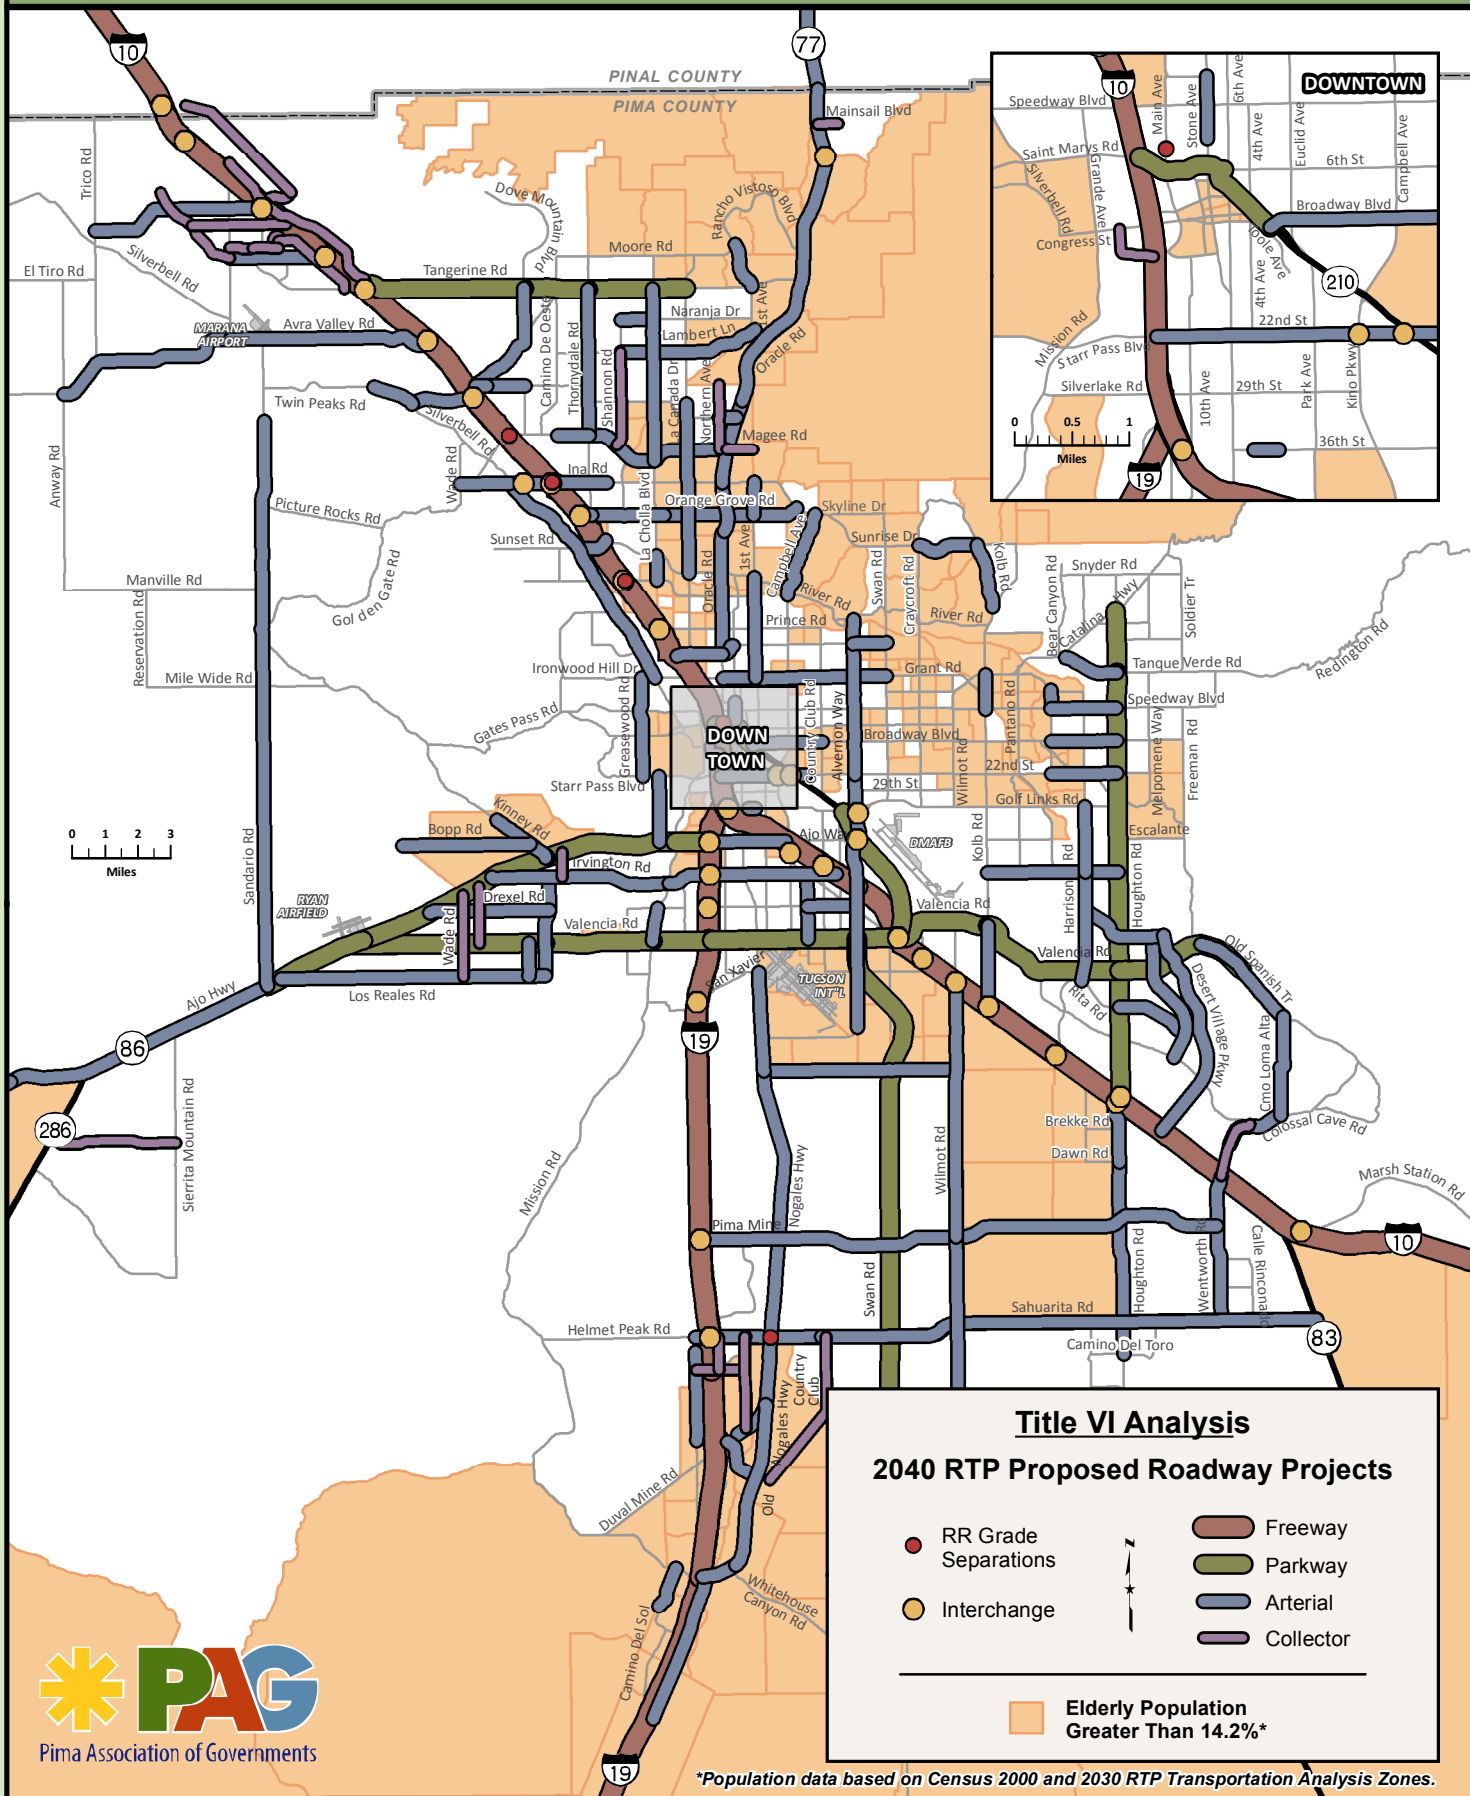 10
77
PINAL COUNTY
PIMA COUNTY
Mainsail Blvd
Trico Rd
Dove Mountain Blvd
Rancho Vistoso Blvd
Moore Rd
El Tiro Rd
Silverbell Rd
Tangerine Rd
1st Ave
Naranja Dr
Lambert Ln
Oracle Rd
MARANA
AIRPORT
Avra Valley Rd
Camino De Oeste
Thornydale Rd
Shannon Rd
La Canada Dr
Northern Ave
Twin Peaks Rd
Silverbell Rd
Magee Rd
Anway Rd
Wade Rd
Ina Rd
La Cholla Blvd
Orange Grove Rd
Skyline Dr
Picture Rocks Rd
Sunset Rd
1st Ave
Campbell Ave
Sunrise Dr
Kolb Rd
Swan Rd
Craycroft Rd
Oracle Rd
Bear Canyon Rd
Snyder Rd
Catalina Hwy
Soldier Tr
Manville Rd
Reservation Rd
Golden Gate Rd
River Rd
River Rd
Prince Rd
Redington Rd
Ironwood Hill Dr
Grant Rd
Tanque Verde Rd
Mile Wide Rd
Greasewood Rd
Country Club Rd
Alvernon Way
Pantano Rd
Speedway Blvd
Gates Pass Rd
DOWN
TOWN
Broadway Blvd
Wilmot Rd
22nd St
Melpomene Way
Freeman Rd
Starr Pass Blvd
29th St
Golf Links Rd
Kinney Rd
Bopp Rd
Ajo Way
DMAFB
Kolb Rd
Escalante
0 1 2 3
Miles
Sandario Rd
Irvington Rd
Harrison Rd
Houghton Rd
RYAN
AIRFIELD
Drexel Rd
Wade Rd
Valencia Rd
Valencia Rd
Valencia Rd
Old Spanish Tr
San Xavier
TUCSON
INT"L
Ajo Hwy
Los Reales Rd
Rita Rd
Desert Village Pkwy
Cmo Loma Alta
19
86
286
Sierrita Mountain Rd
Brekke Rd
Dawn Rd
Colossal Cave Rd
Mission Rd
Nogales Hwy
Wilmot Rd
Marsh Station Rd
Pima Mine
10
Swan Rd
Houghton Rd
Wentworth Rd
Calle Rinconado
Helmet Peak Rd
Sahuarita Rd
Camino Del Toro
83
Country
Club
Old Nogales Hwy
Duval Mine Rd
Whitehouse
Canyon Rd
Camino Del Sol
19
DOWNTOWN
10
Speedway Blvd
Main Ave
Stone Ave
6th Ave
4th Ave
Euclid Ave
Campbell Ave
Saint Marys Rd
6th St
Silverbell Rd
Grande Ave
Broadway Blvd
Congress St
Toole Ave
210
4th Ave
22nd St
Mission Rd
Starr Pass Blvd
Silverlake Rd
10th Ave
29th St
Park Ave
Kino Pkwy
0 0.5 1
Miles
36th St
19
Title VI Analysis
2040 RTP Proposed Roadway Projects
RR Grade
Separations
Interchange
N
Freeway
Parkway
Arterial
Collector
Elderly Population
Greater Than 14.2%*
PAG
Pima Association of Governments
*Population data based on Census 2000 and 2030 RTP Transportation Analysis Zones.